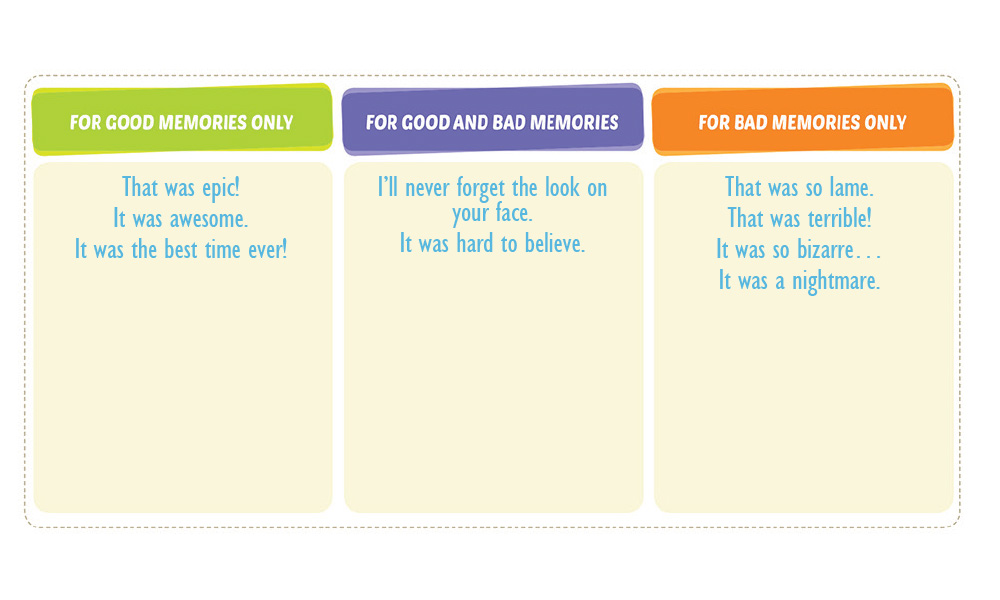 FOR GOOD MEMORIES ONLY
That was epic!
It was awesome.
It was the best time ever!
FOR GOOD AND BAD MEMORIES
I'll never forget the look on
your face.
It was hard to believe.
FOR BAD MEMORIES ONLY
That was so lame.
That was terrible!
It was so bizarre...
It was a nightmare.